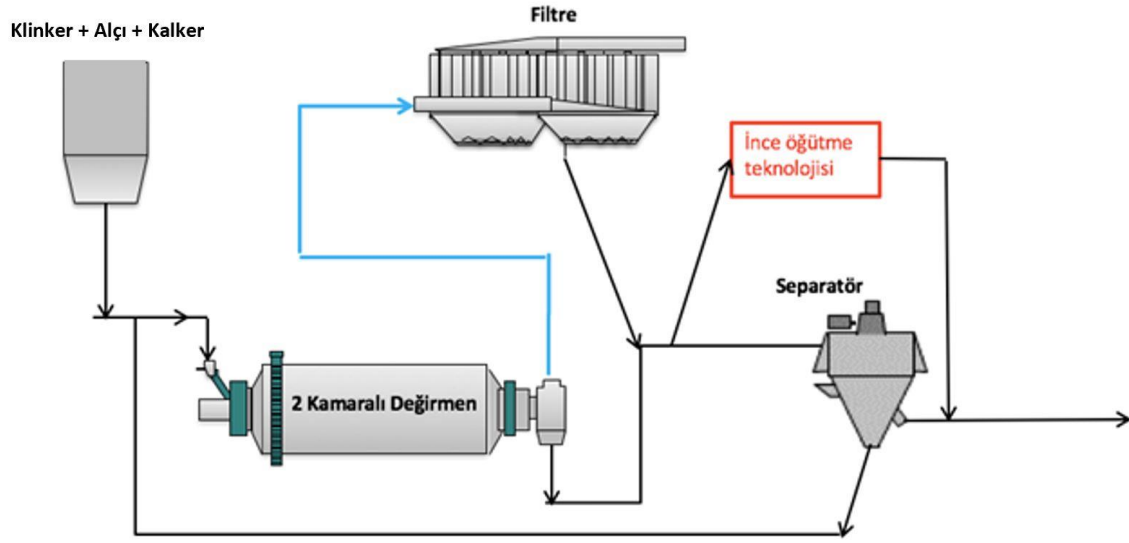 Filtre
Klinker + Alçı + Kalker
İnce öğütme
teknolojisi
Separatör
2 Kamaralı Değirmen